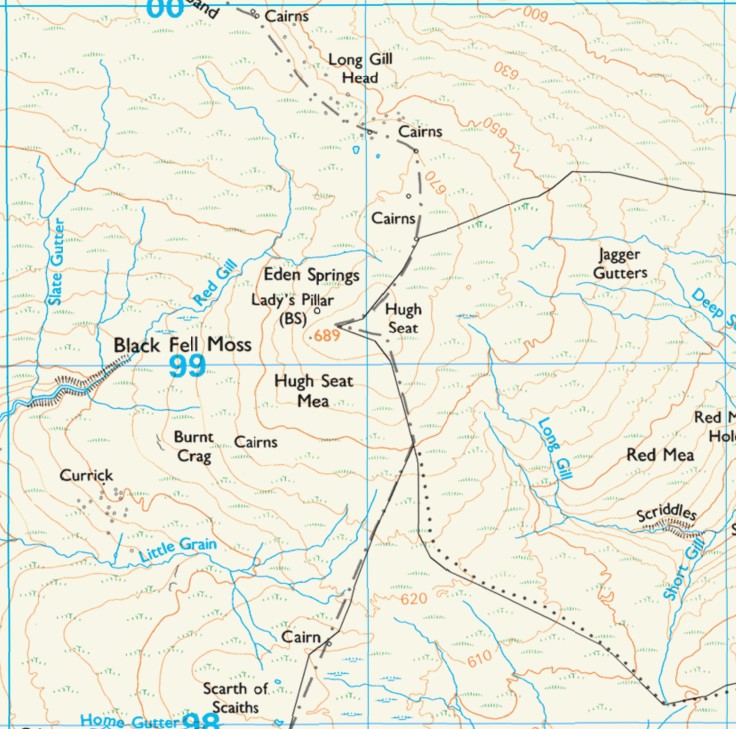 00
and
Cairns
600
Long Gill
Head
630
650
Cairns
670
Cairns
Slate Gutter
Jagger
Gutters
Eden Springs
Red Gill
Lady's Pillar
(BS)
Deep S
Hugh
Seat
689
Black Fell Moss
99
Hugh Seat
Mea
Red M
Hol
Burnt
Crag
Cairns
Long Gill
Red Mea
Currick
Scriddles
S
Little Grain
Short Gill
620
Cairn
610
Scarth of
Scaiths
Home Gutter
98